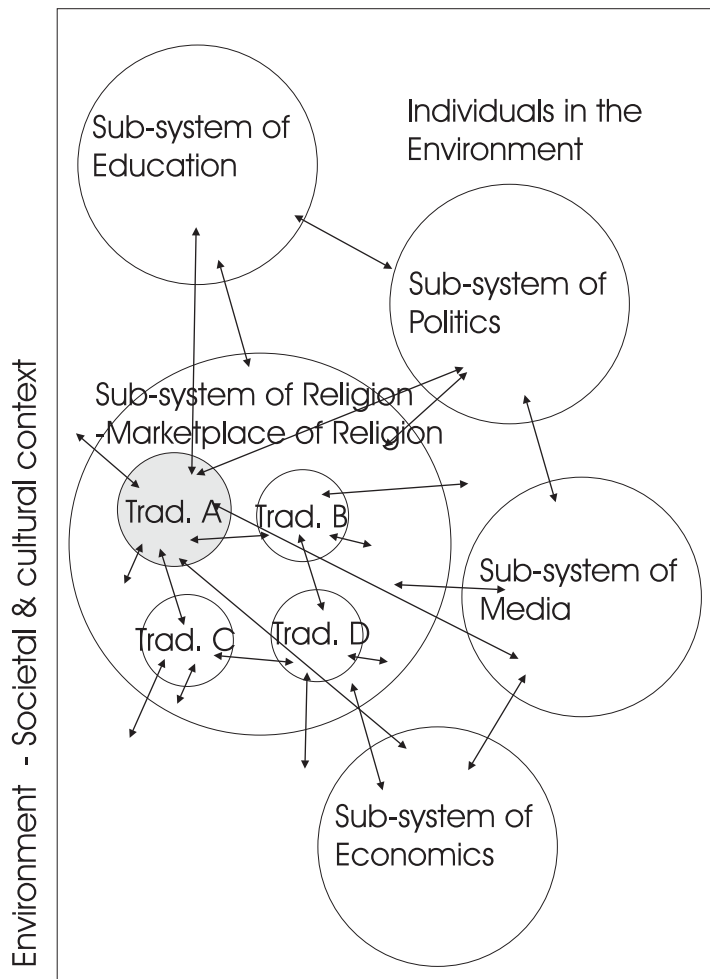 Sub-system of
Education
Individuals in the
Environment
Sub-system of
Politics
Sub-system of Religion
-Marketplace of Religion
Trad. A
Trad. B
Sub-system of
Media
Trad. C
Trad. D
Sub-system of
Economics
Environment - Societal & cultural context